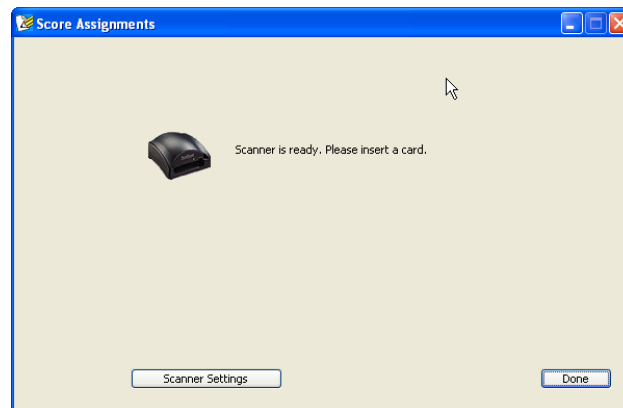 Score Assignments
Scanner is ready. Please insert a card.
Scanner Settings
Done